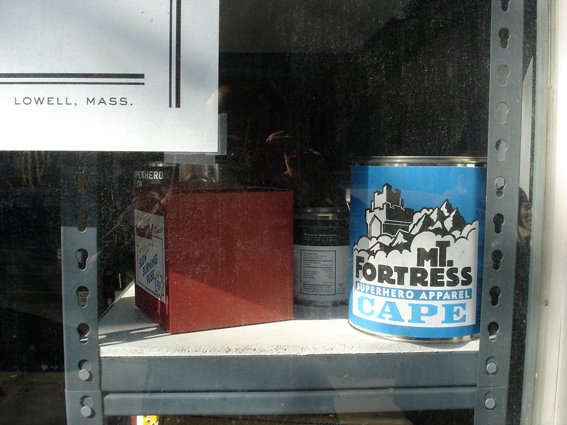 LOWELL, MASS.
MT.
FORTRESS
SUPERHERO APPAREL
CAPE